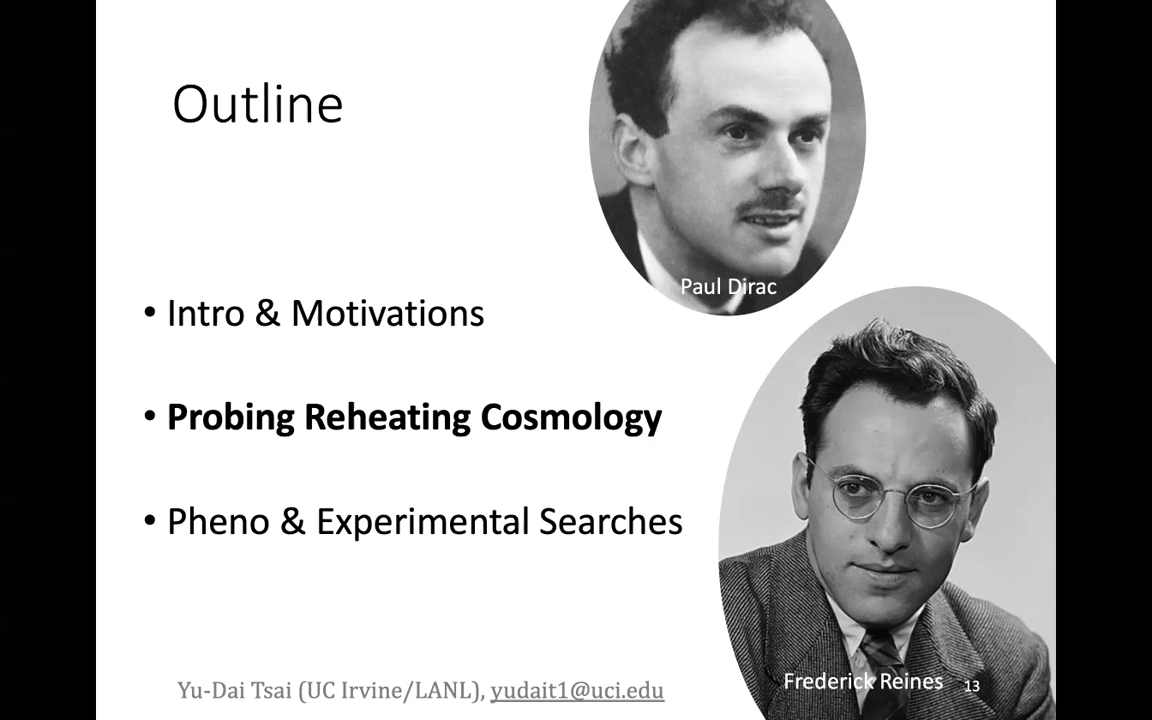 Outline
Paul Dirac
• Intro & Motivations
• Probing Reheating Cosmology
• Pheno & Experimental Searches
Frederick Reines
13
Yu-Dai Tsai (UC Irvine/LANL), yudait1@uci.edu